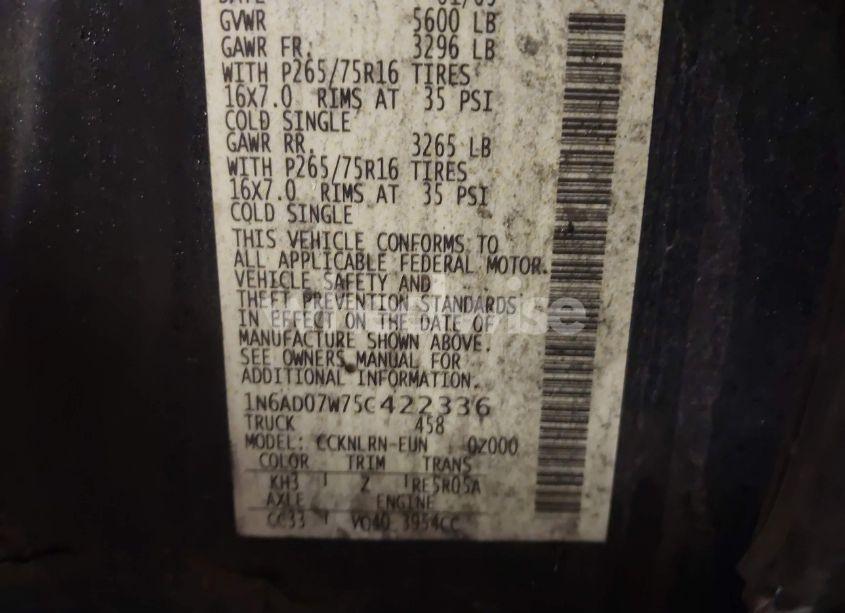 DATE 01/05
GVWR 5600 LB
GAWR FR. 3296 LB
WITH P265/75R16 TIRES
16X7.0 RIMS AT 35 PSI
COLD SINGLE
GAWR RR. 3265 LB
WITH P265/75R16 TIRES
16X7.0 RIMS AT 35 PSI
COLD SINGLE
THIS VEHICLE CONFORMS TO
ALL APPLICABLE FEDERAL MOTOR.
VEHICLE SAFETY AND
THEFT PREVENTION STANDARDS
IN EFFECT ON THE DATE OF
MANUFACTURE SHOWN ABOVE.
SEE OWNERS MANUAL FOR
ADDITIONAL INFORMATION.
1N6AD07W75C422336
TRUCK 458
MODEL: CCKNLRN-EUN 0Z000
COLOR TRIM TRANS
KH3 Z RE5R05A
AXLE ENGINE
CC33 VQ40 3954CC